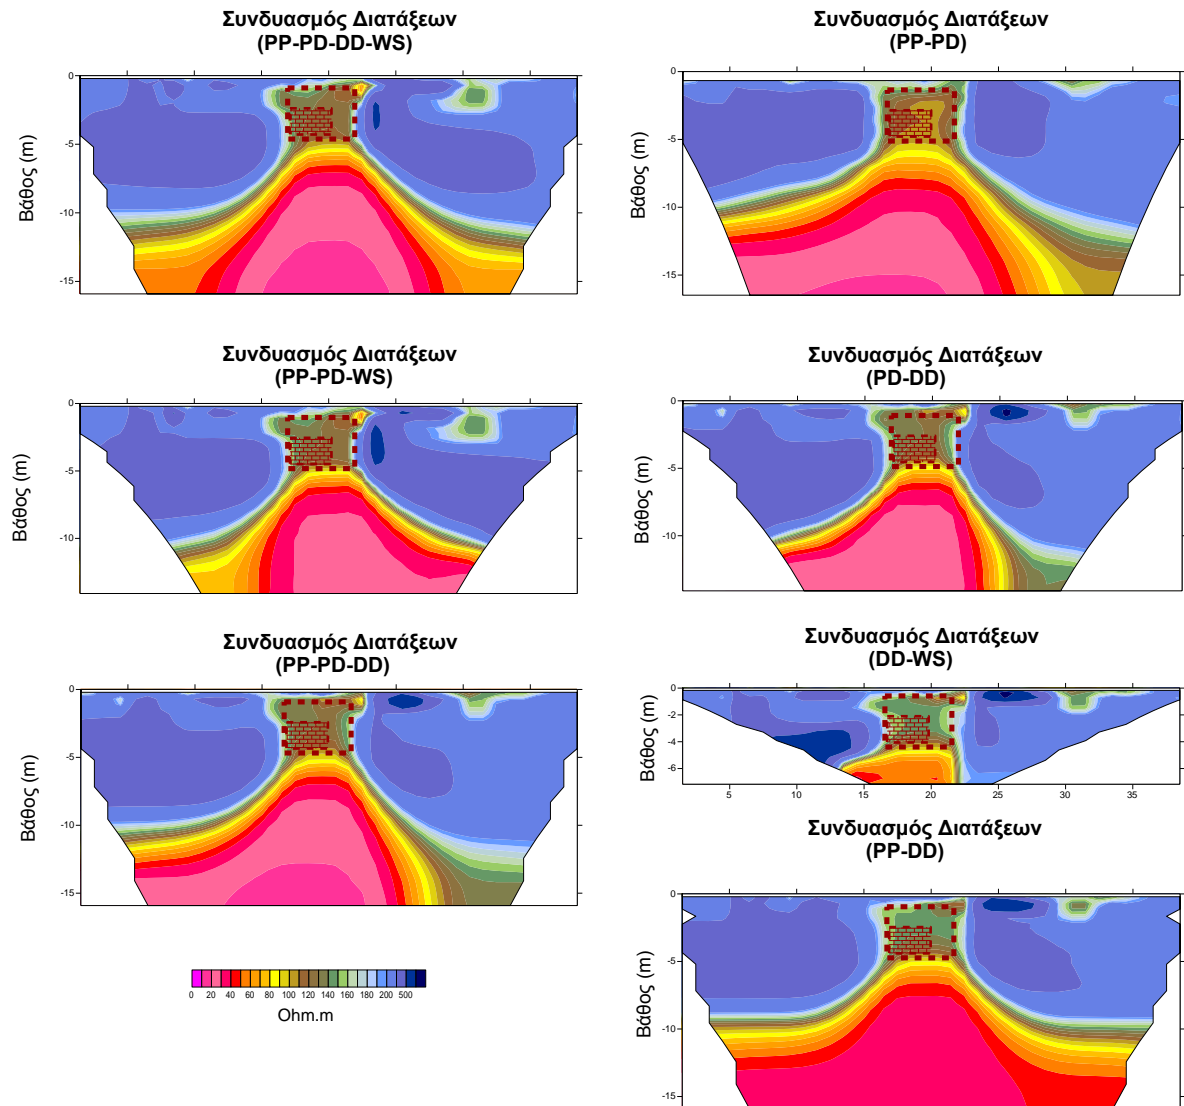 Συνδυασμός Διατάξεων
(PP-PD-DD-WS)
0
-5
-10
-15
Βάθος (m)
Συνδυασμός Διατάξεων
(PP-PD)
0
-5
-10
-15
Βάθος (m)
Συνδυασμός Διατάξεων
(PP-PD-WS)
0
-5
-10
Βάθος (m)
Συνδυασμός Διατάξεων
(PD-DD)
0
-5
-10
Βάθος (m)
Συνδυασμός Διατάξεων
(PP-PD-DD)
0
-5
-10
-15
Βάθος (m)
Συνδυασμός Διατάξεων
(DD-WS)
0
-2
-4
-6
Βάθος (m)
5 10 15 20 25 30 35
Συνδυασμός Διατάξεων
(PP-DD)
0
-5
-10
-15
Βάθος (m)
0 20 40 60 80 100 120 140 160 180 200 500
Ohm.m